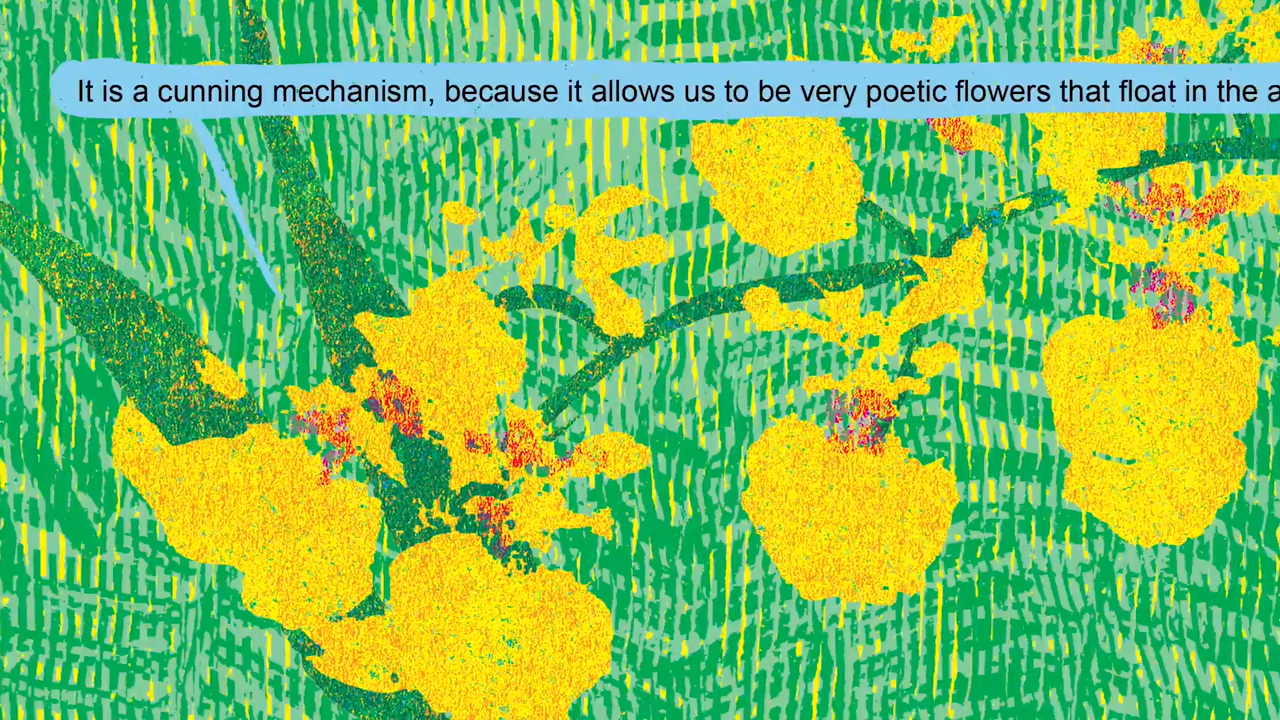 It is a cunning mechanism, because it allows us to be very poetic flowers that float in the